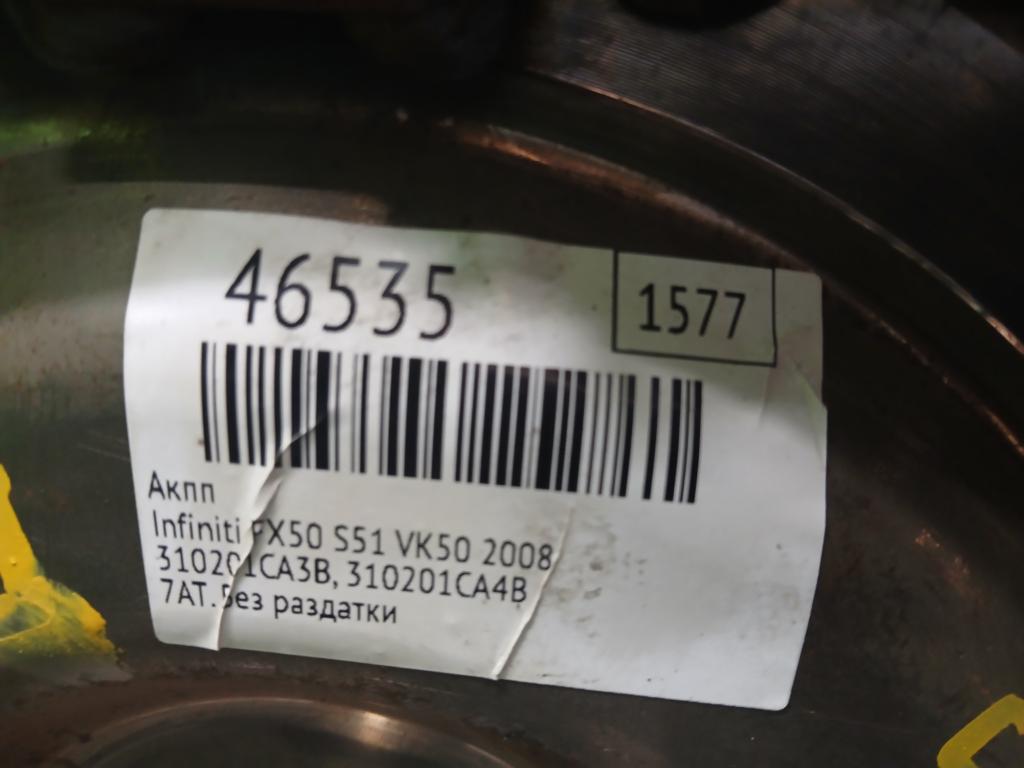 46535
1577
Акпп
Infiniti FX50 S51 VK50 2008
310201CA3B, 310201CA4B
7AT. Без раздатки